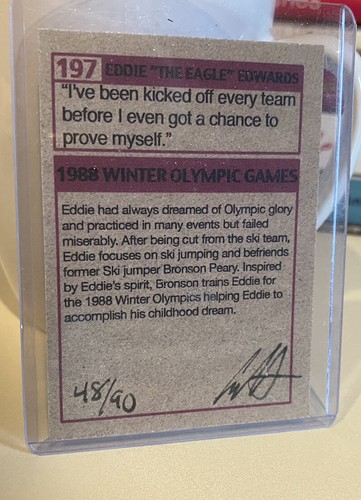 197 EDDIE "THE EAGLE" EDWARDS
"I've been kicked off every team
before I even got a chance to
prove myself."
1988 WINTER OLYMPIC GAMES
Eddie had always dreamed of Olympic glory
and practiced in many events but failed
miserably. After being cut from the ski team,
Eddie focuses on ski jumping and befriends
former Ski jumper Bronson Peary. Inspired
by Eddie's spirit, Bronson trains Eddie for
the 1988 Winter Olympics helping Eddie to
accomplish his childhood dream.
48/90